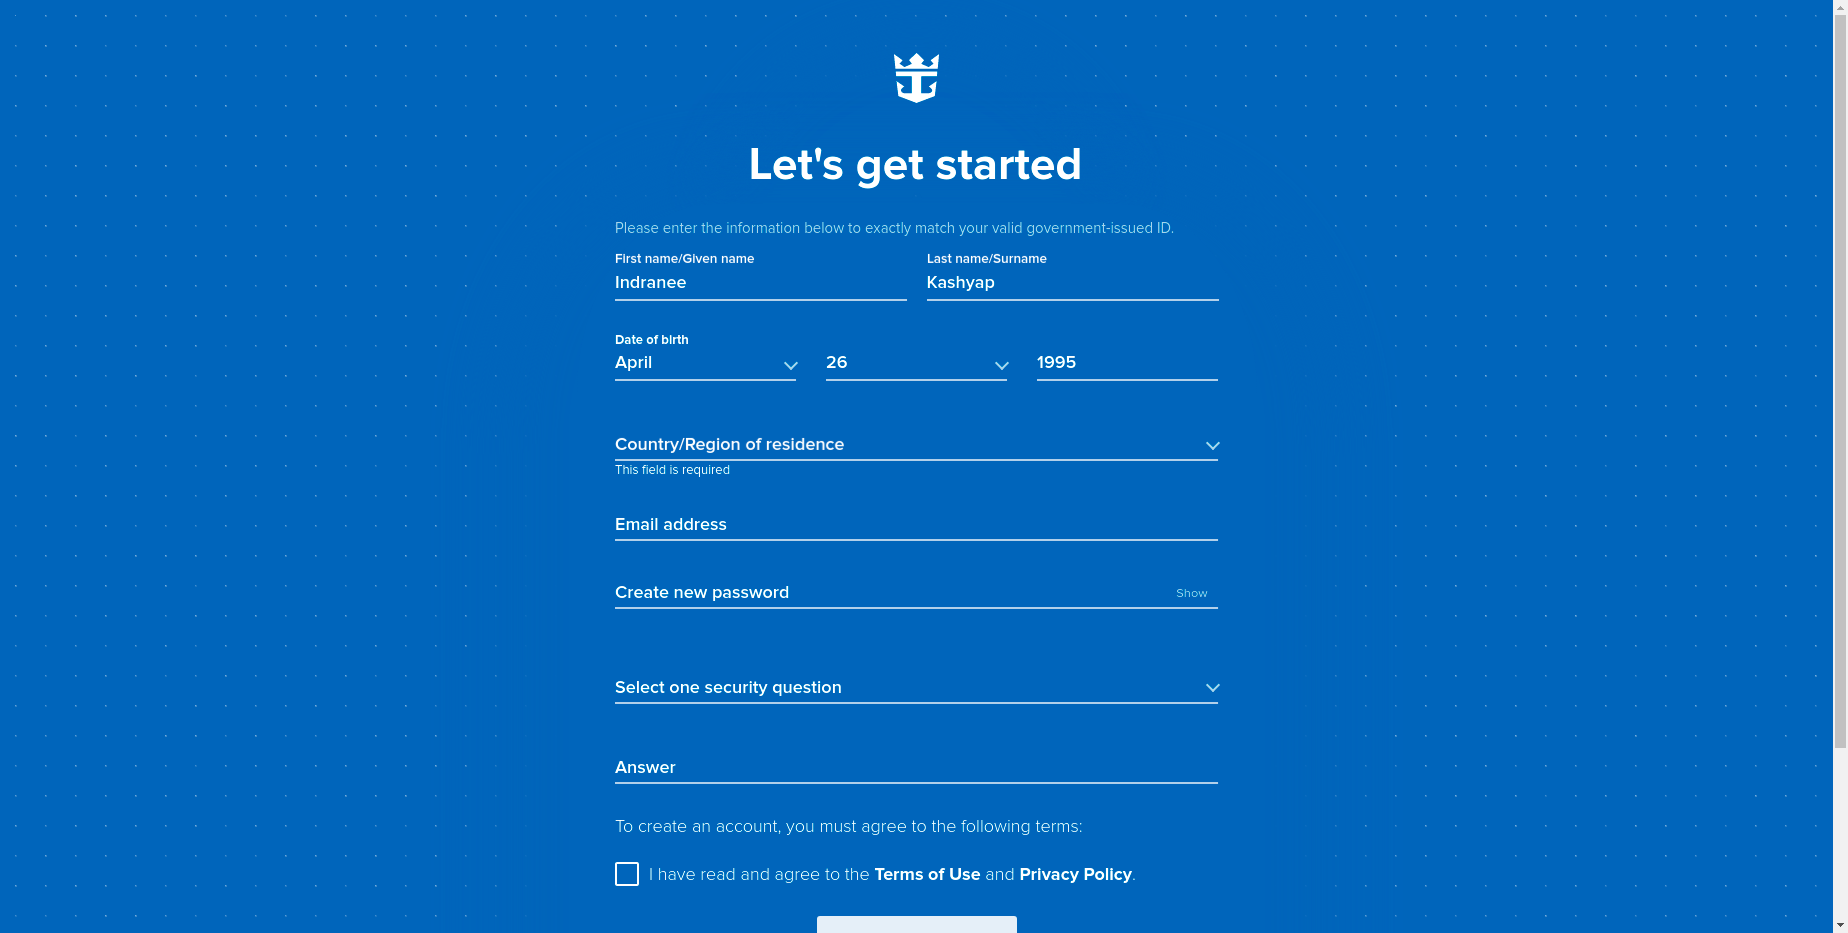 Let's get started
Please enter the information below to exactly match your valid government-issued ID.
First name/Given name Last name/Surname
Indranee Kashyap
Date of birth
April 26 1995
Country/Region of residence
This field is required
Email address
Create new password Show
Select one security question
Answer
To create an account, you must agree to the following terms:
I have read and agree to the Terms of Use and Privacy Policy.